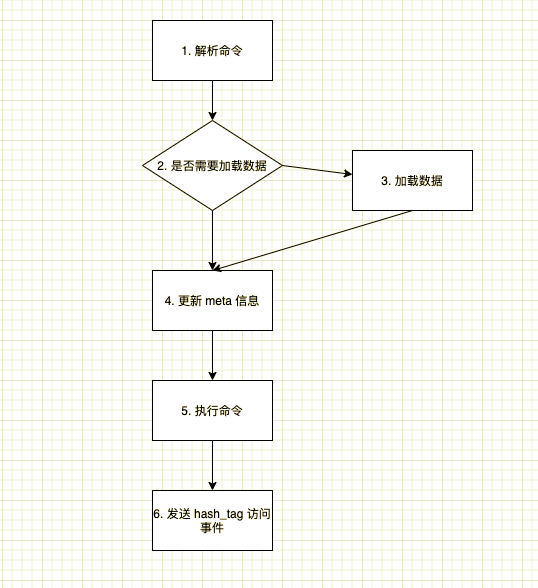 1. 解析命令
2. 是否需要加载数据
3. 加载数据
4. 更新 meta 信息
5. 执行命令
6. 发送 hash_tag 访问
事件